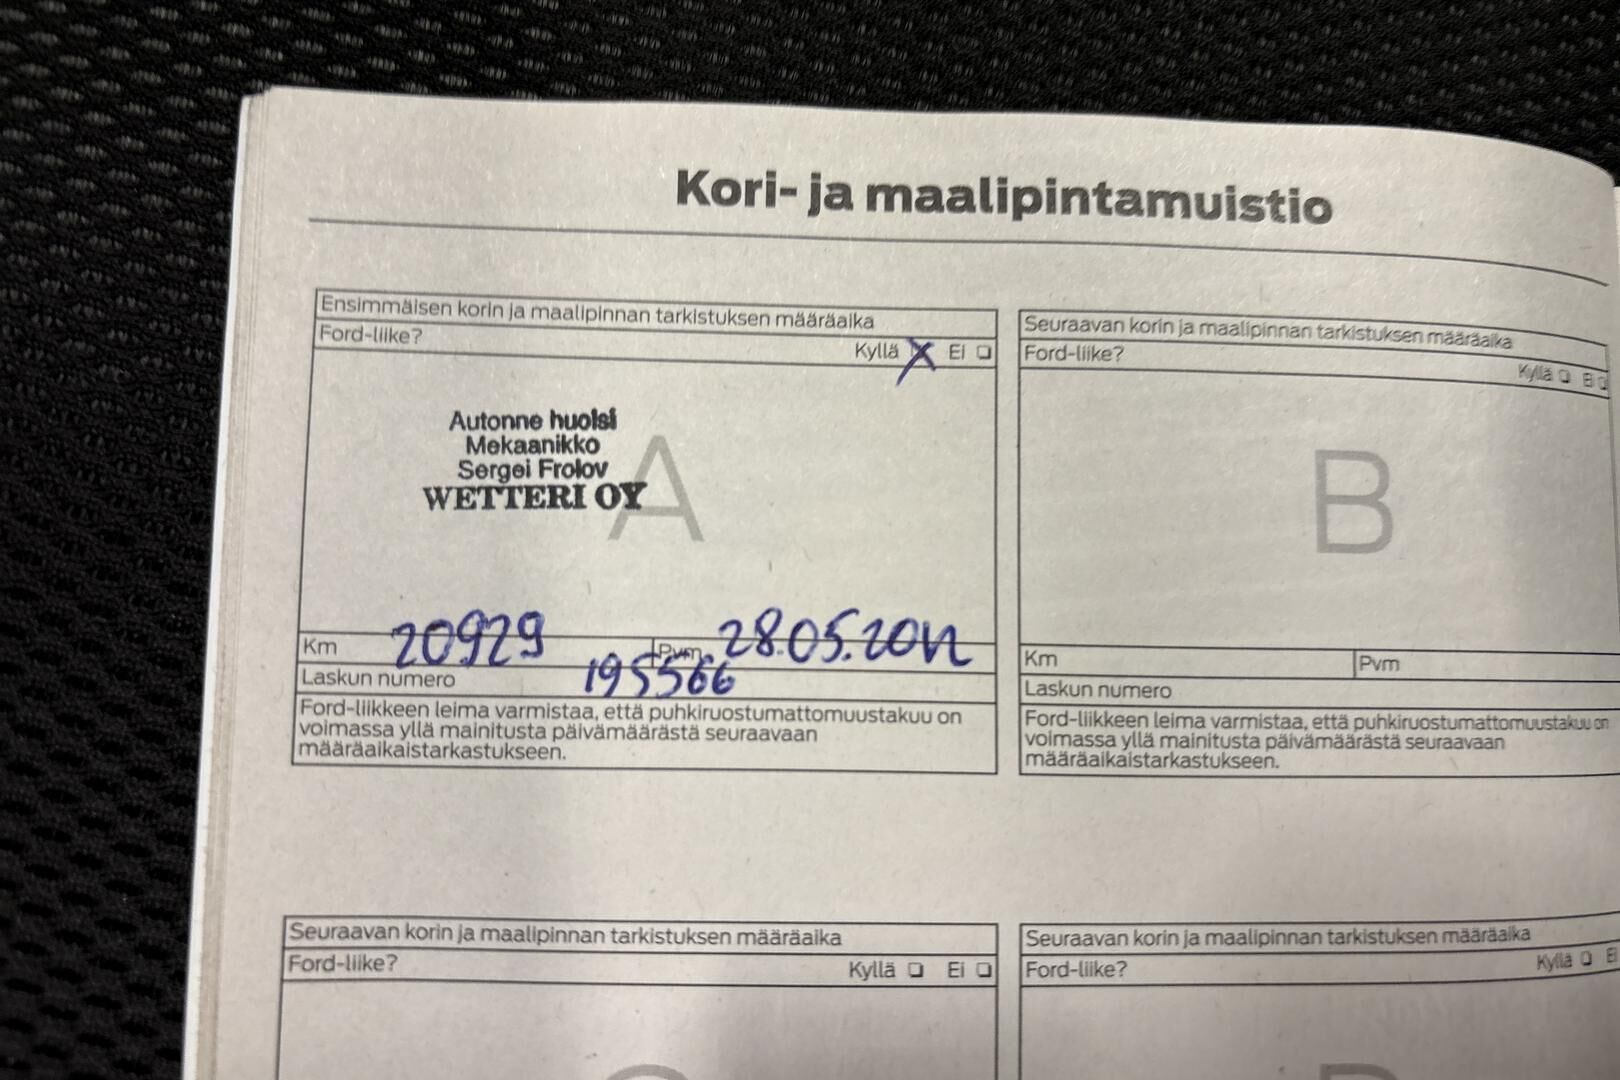 Kori- ja maalipintamuistio
Ensimmäisen korin ja maalipinnan tarkistuksen määräaika
Ford-liike?
Kyllä X Ei ❏
Autonne huolsi
Mekaanikko
Sergei Frolov
WETTERI OY
A
Km 20929 Pvm 28.05.20
Laskun numero 195566
Ford-liikkeen leima varmistaa, että puhkiruostumattomuustakuu on
voimassa yllä mainitusta päivämäärästä seuraavaan
määräaikaistarkastukseen.
Seuraavan korin ja maalipinnan tarkistuksen määräaika
Ford-liike?
Kyllä ❏ Ei ❏
B
Km Pvm
Laskun numero
Ford-liikkeen leima varmistaa, että puhkiruostumattomuustakuu on
voimassa yllä mainitusta päivämäärästä seuraavaan
määräaikaistarkastukseen.
Seuraavan korin ja maalipinnan tarkistuksen määräaika
Ford-liike?
Kyllä ❏ Ei ❏
Seuraavan korin ja maalipinnan tarkistuksen määräaika
Ford-liike?
Kyllä ❏ Ei